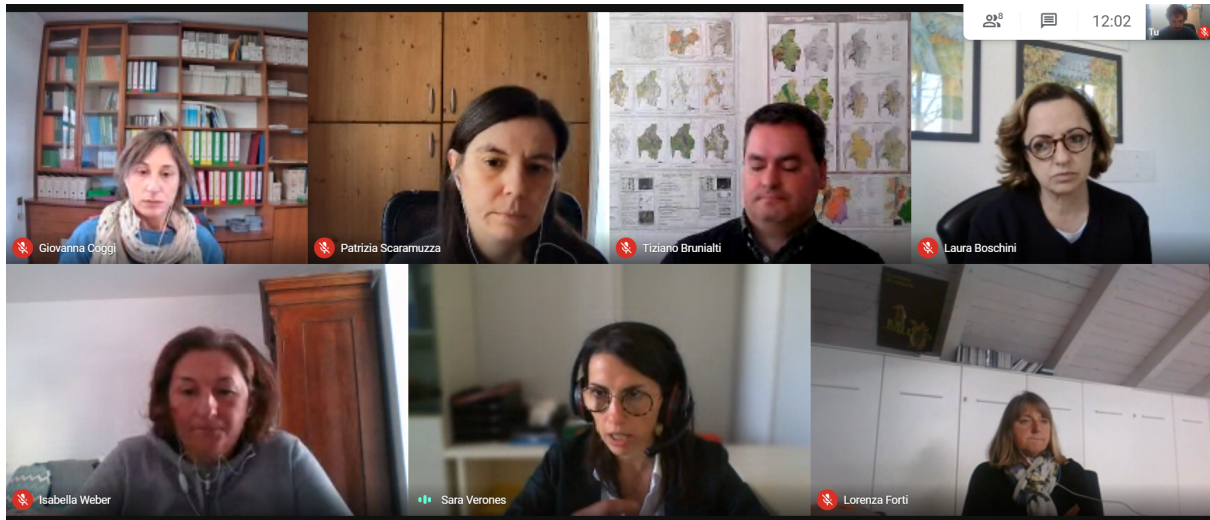 8
12:02
Tu
Giovanna Coggi
Patrizia Scaramuzza
Tiziano Brunialti
Laura Boschini
Isabella Weber
Sara Verones
Lorenza Forti